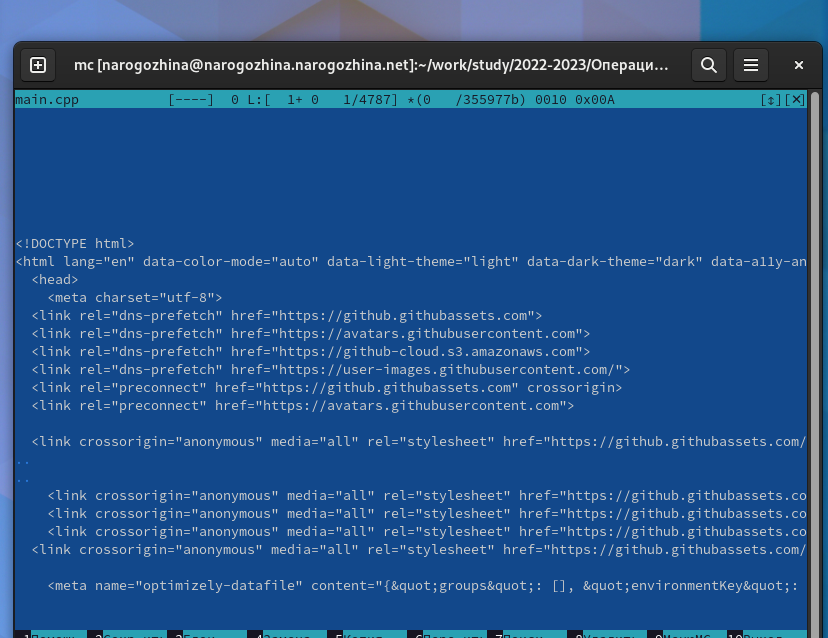 mc [narogozhina@narogozhina.narogozhina.net]:~/work/study/2022-2023/Операци...
main.cpp [----] 0 L:[ 1+ 0 1/4787] *(0 /355977b) 0010 0x00A [↕][✕]
<!DOCTYPE html>
<html lang="en" data-color-mode="auto" data-light-theme="light" data-dark-theme="dark" data-a11y-an
<head>
<meta charset="utf-8">
<link rel="dns-prefetch" href="https://github.githubassets.com">
<link rel="dns-prefetch" href="https://avatars.githubusercontent.com">
<link rel="dns-prefetch" href="https://github-cloud.s3.amazonaws.com">
<link rel="dns-prefetch" href="https://user-images.githubusercontent.com/">
<link rel="preconnect" href="https://github.githubassets.com" crossorigin>
<link rel="preconnect" href="https://avatars.githubusercontent.com">
<link crossorigin="anonymous" media="all" rel="stylesheet" href="https://github.githubassets.com/
..
..
<link crossorigin="anonymous" media="all" rel="stylesheet" href="https://github.githubassets.co
<link crossorigin="anonymous" media="all" rel="stylesheet" href="https://github.githubassets.co
<link crossorigin="anonymous" media="all" rel="stylesheet" href="https://github.githubassets.co
<link crossorigin="anonymous" media="all" rel="stylesheet" href="https://github.githubassets.com/
<meta name="optimizely-datafile" content="{&quot;groups&quot;: [], &quot;environmentKey&quot;: